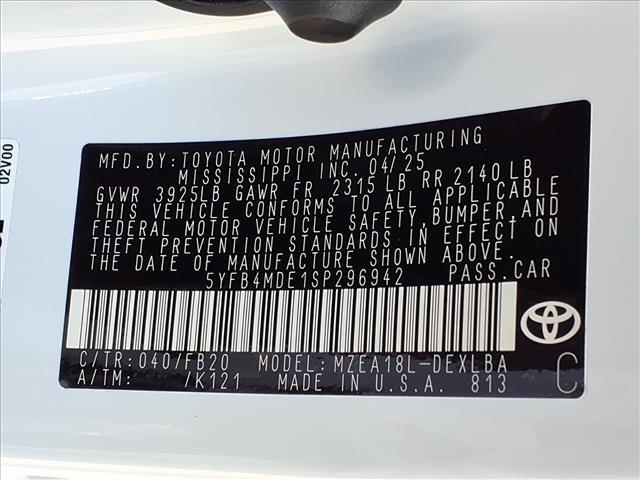 MFD. BY: TOYOTA MOTOR MANUFACTURING
MISSISSIPPI INC. 04/25
GVWR 3925LB GAWR FR 2315 LB RR 2140 LB
THIS VEHICLE CONFORMS TO ALL APPLICABLE
FEDERAL MOTOR VEHICLE SAFETY, BUMPER, AND
THEFT PREVENTION STANDARDS IN EFFECT ON
THE DATE OF MANUFACTURE SHOWN ABOVE.
5YFB4MDE1SP296942 PASS. CAR
C/TR: 040/FB20 MODEL: MZEA18L-DEXLBA
A/TM: /K121 MADE IN U.S.A. 813
C
02V00